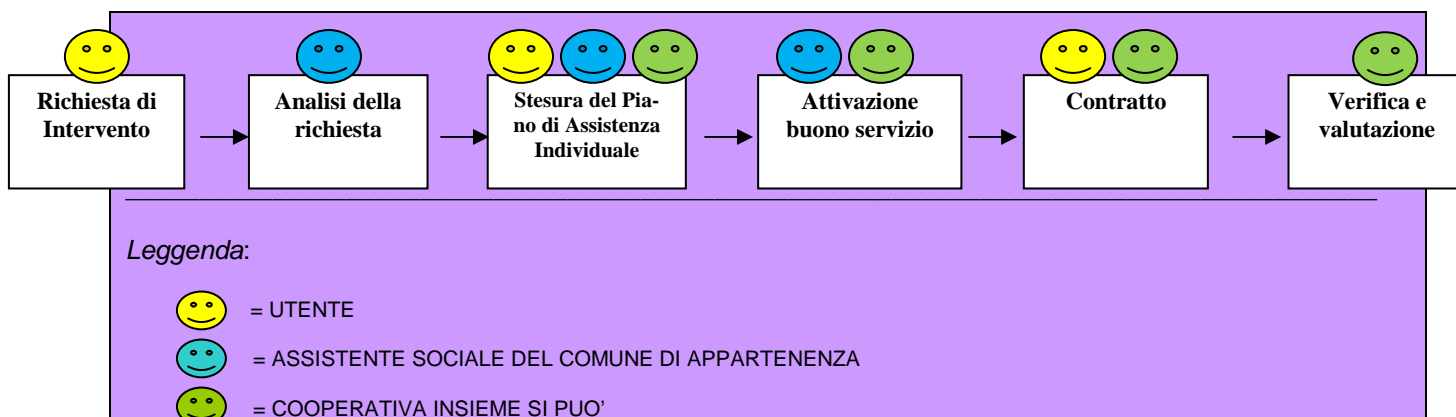 Richiesta di
Intervento
Analisi della
richiesta
Stesura del Pia-
no di Assistenza
Individuale
Attivazione
buono servizio
Contratto
Verifica e
valutazione
Leggenda:
= UTENTE
= ASSISTENTE SOCIALE DEL COMUNE DI APPARTENENZA
= COOPERATIVA INSIEME SI PUO'